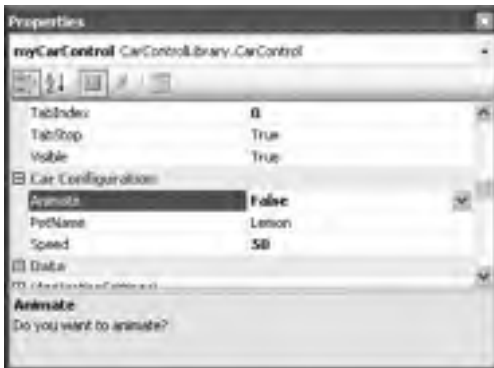 Properties
myCarControl CarControlLibrary.CarControl
TabIndex 0
TabStop True
Visible True
Car Configuration
Animate False
PetName Lemon
Speed 50
Data
(ApplicationSettings)
Animate
Do you want to animate?